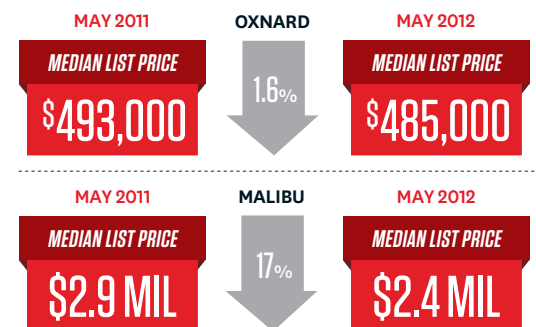 MAY 2011
OXNARD
MAY 2012
MEDIAN LIST PRICE
1.6%
MEDIAN LIST PRICE
$493,000
$485,000
MAY 2011
MALIBU
MAY 2012
MEDIAN LIST PRICE
17%
MEDIAN LIST PRICE
$2.9 MIL
$2.4 MIL